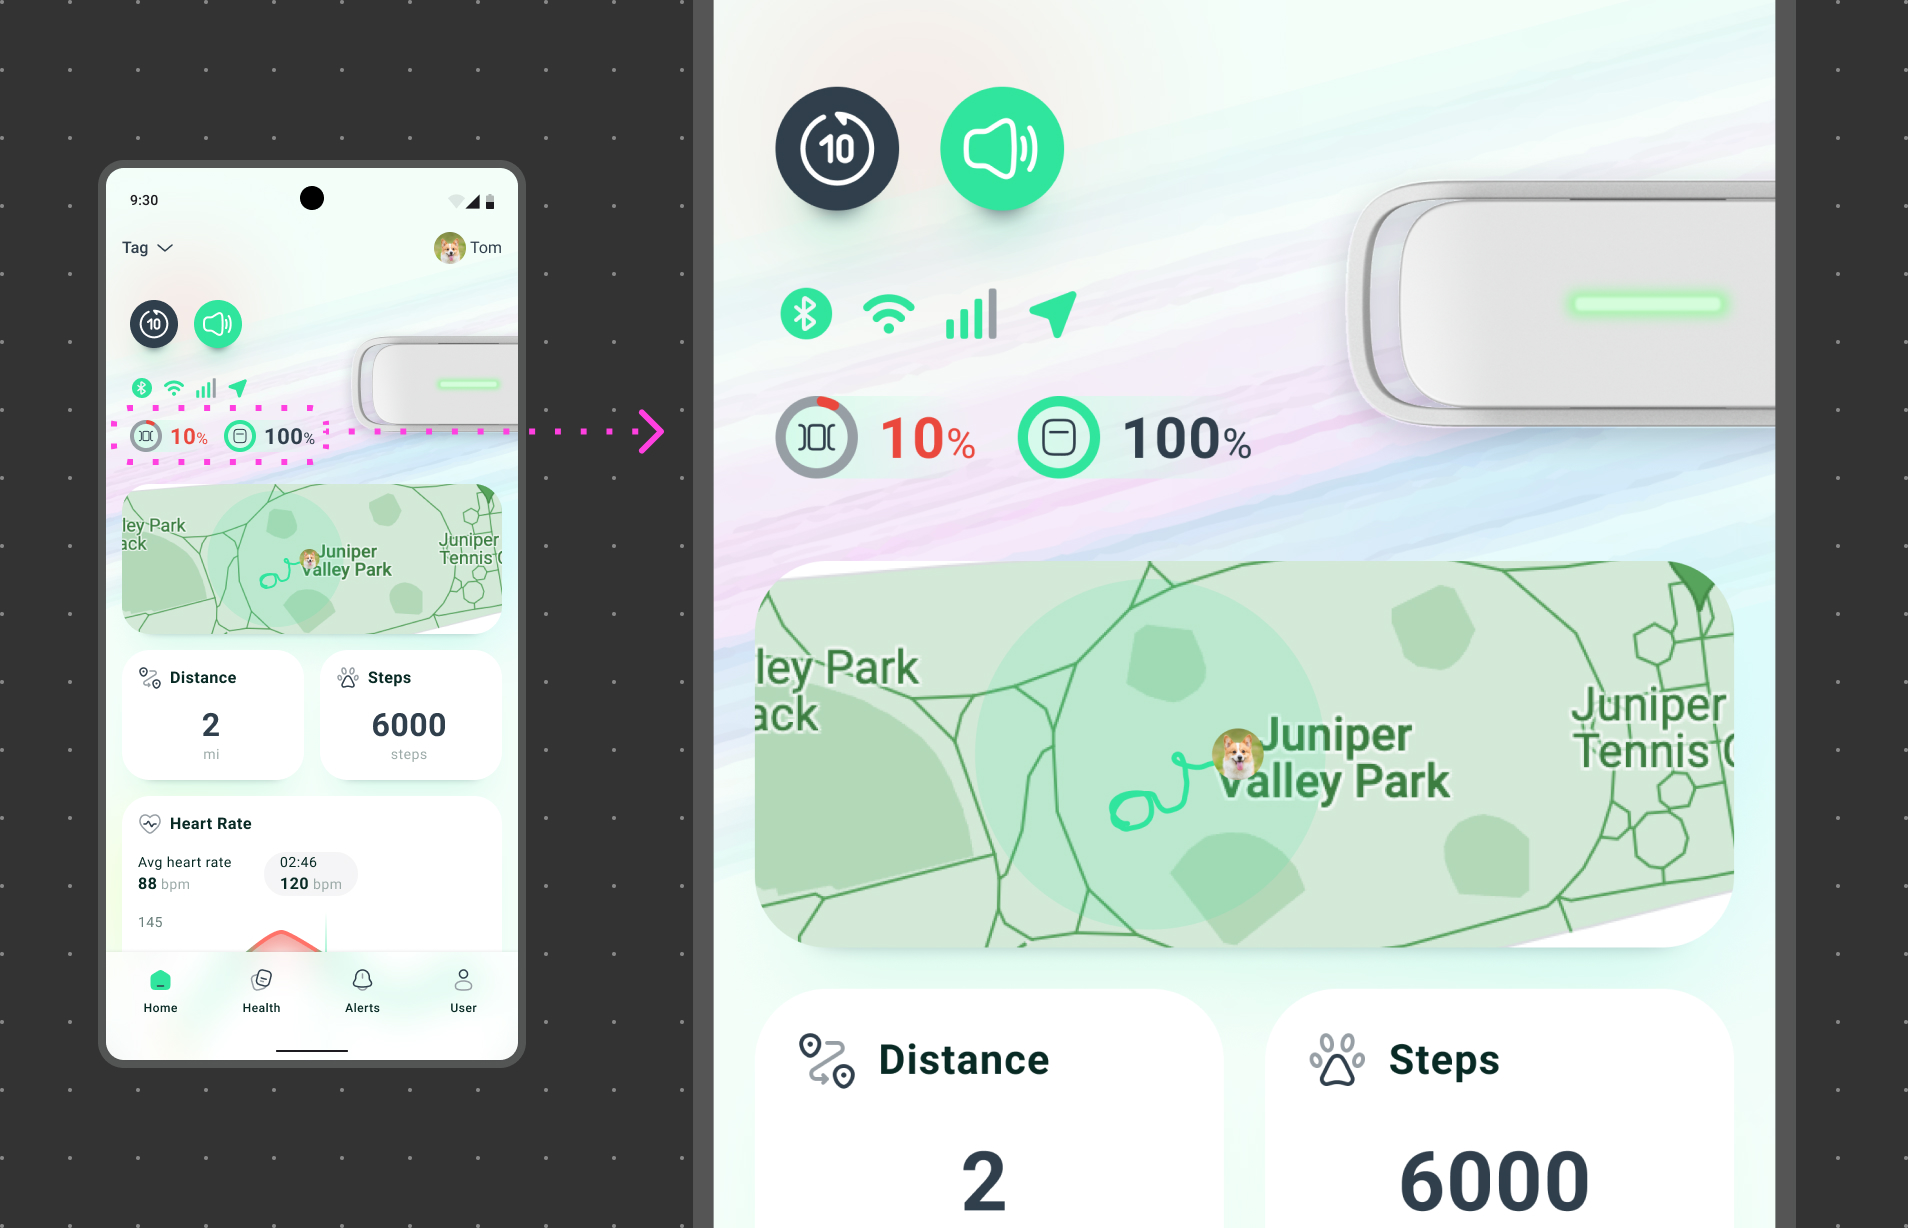 9:30
Tag
Tom
10
10%
100%
ley Park
ack
Juniper
Valley Park
Juniper
Tennis C
Distance
2
mi
Steps
6000
steps
Heart Rate
Avg heart rate
88 bpm
02:46
120 bpm
145
Home
Health
Alerts
User
10
10%
100%
ley Park
ack
Juniper
Valley Park
Juniper
Tennis C
Distance
2
Steps
6000